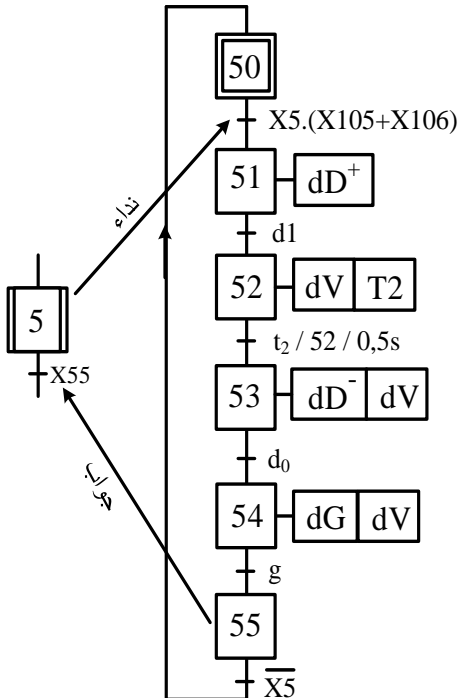 50
X5.(X105+X106)
51 dD⁺
نداء
d1
52 dV T2
5
t₂ / 52 / 0,5s
X55
53 dD⁻ dV
d₀
جواب
54 dG dV
g
55
X̅5̅